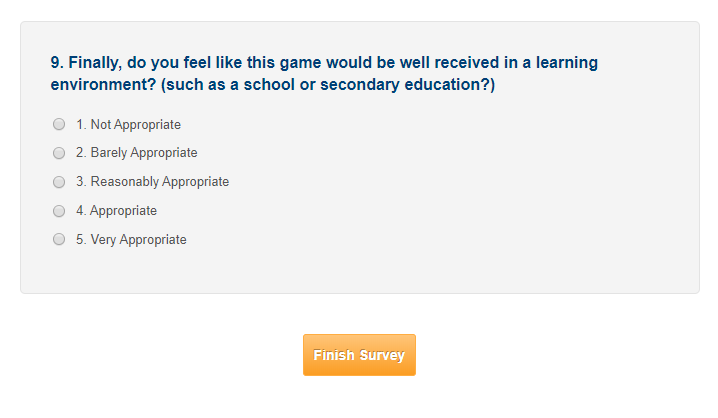 9. Finally, do you feel like this game would be well received in a learning
environment? (such as a school or secondary education?)
1. Not Appropriate
2. Barely Appropriate
3. Reasonably Appropriate
4. Appropriate
5. Very Appropriate
Finish Survey